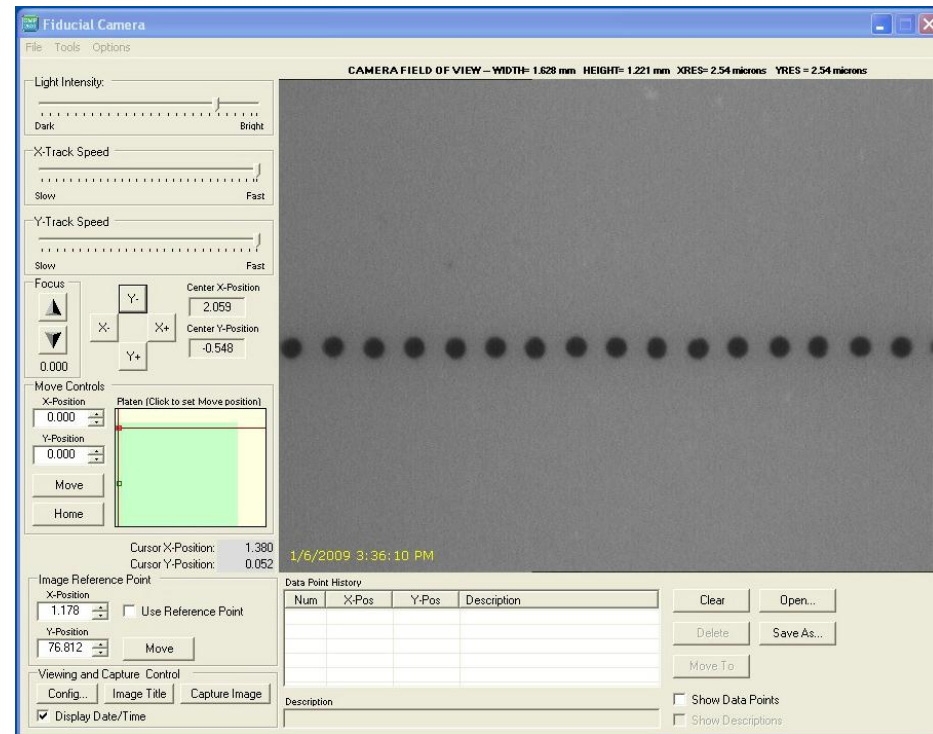 Fiducial Camera
File Tools Options
CAMERA FIELD OF VIEW -- WIDTH= 1.628 mm HEIGHT= 1.221 mm XRES= 2.54 microns YRES = 2.54 microns
Light Intensity:
Dark Bright
X-Track Speed
Slow Fast
Y-Track Speed
Slow Fast
Focus
0.000
Y-
X- X+
Y+
Center X-Position
2.059
Center Y-Position
-0.548
Move Controls
X-Position
0.000
Y-Position
0.000
Move
Home
Platen (Click to set Move position)
Cursor X-Position: 1.380
Cursor Y-Position: 0.052
1/6/2009 3:36:10 PM
Image Reference Point
X-Position
1.178 Use Reference Point
Y-Position
76.812 Move
Viewing and Capture Control
Config... Image Title Capture Image
Display Date/Time
Data Point History
Num X-Pos Y-Pos Description
Description
Clear Open...
Delete Save As...
Move To
Show Data Points
Show Descriptions